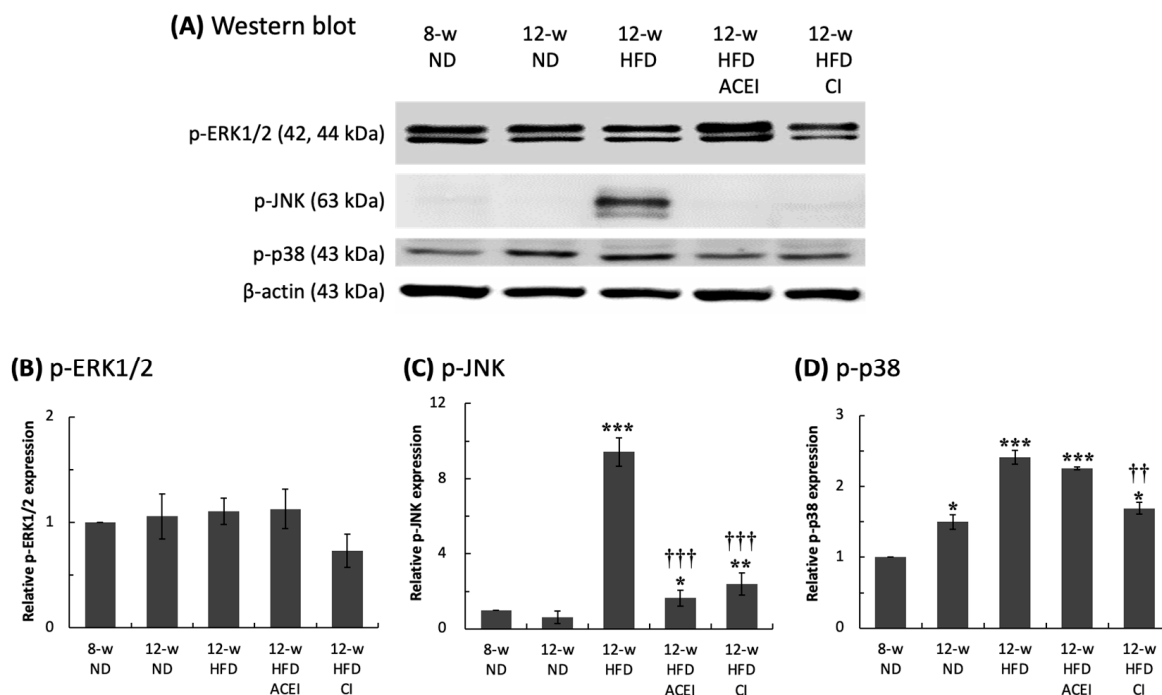 (A) Western blot
8-w 12-w 12-w 12-w 12-w
ND ND HFD HFD HFD
ACEI CI
p-ERK1/2 (42, 44 kDa)
p-JNK (63 kDa)
p-p38 (43 kDa)
β-actin (43 kDa)
(B) p-ERK1/2
Relative p-ERK1/2 expression
2
1
0
8-w 12-w 12-w 12-w 12-w
ND ND HFD HFD HFD
ACEI CI
(C) p-JNK
Relative p-JNK expression
12
***
8
4
†††
†††
*
**
0
8-w 12-w 12-w 12-w 12-w
ND ND HFD HFD HFD
ACEI CI
(D) p-p38
Relative p-p38 expression
3
***
***
††
2
*
*
1
0
8-w 12-w 12-w 12-w 12-w
ND ND HFD HFD HFD
ACEI CI